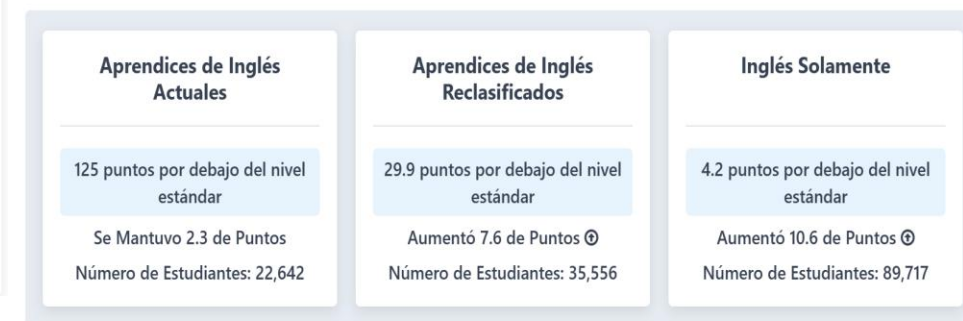 Aprendices de Inglés
Actuales
125 puntos por debajo del nivel
estándar
Se Mantuvo 2.3 de Puntos
Número de Estudiantes: 22,642
Aprendices de Inglés
Reclasificados
29.9 puntos por debajo del nivel
estándar
Aumentó 7.6 de Puntos
Número de Estudiantes: 35,556
Inglés Solamente
4.2 puntos por debajo del nivel
estándar
Aumentó 10.6 de Puntos
Número de Estudiantes: 89,717